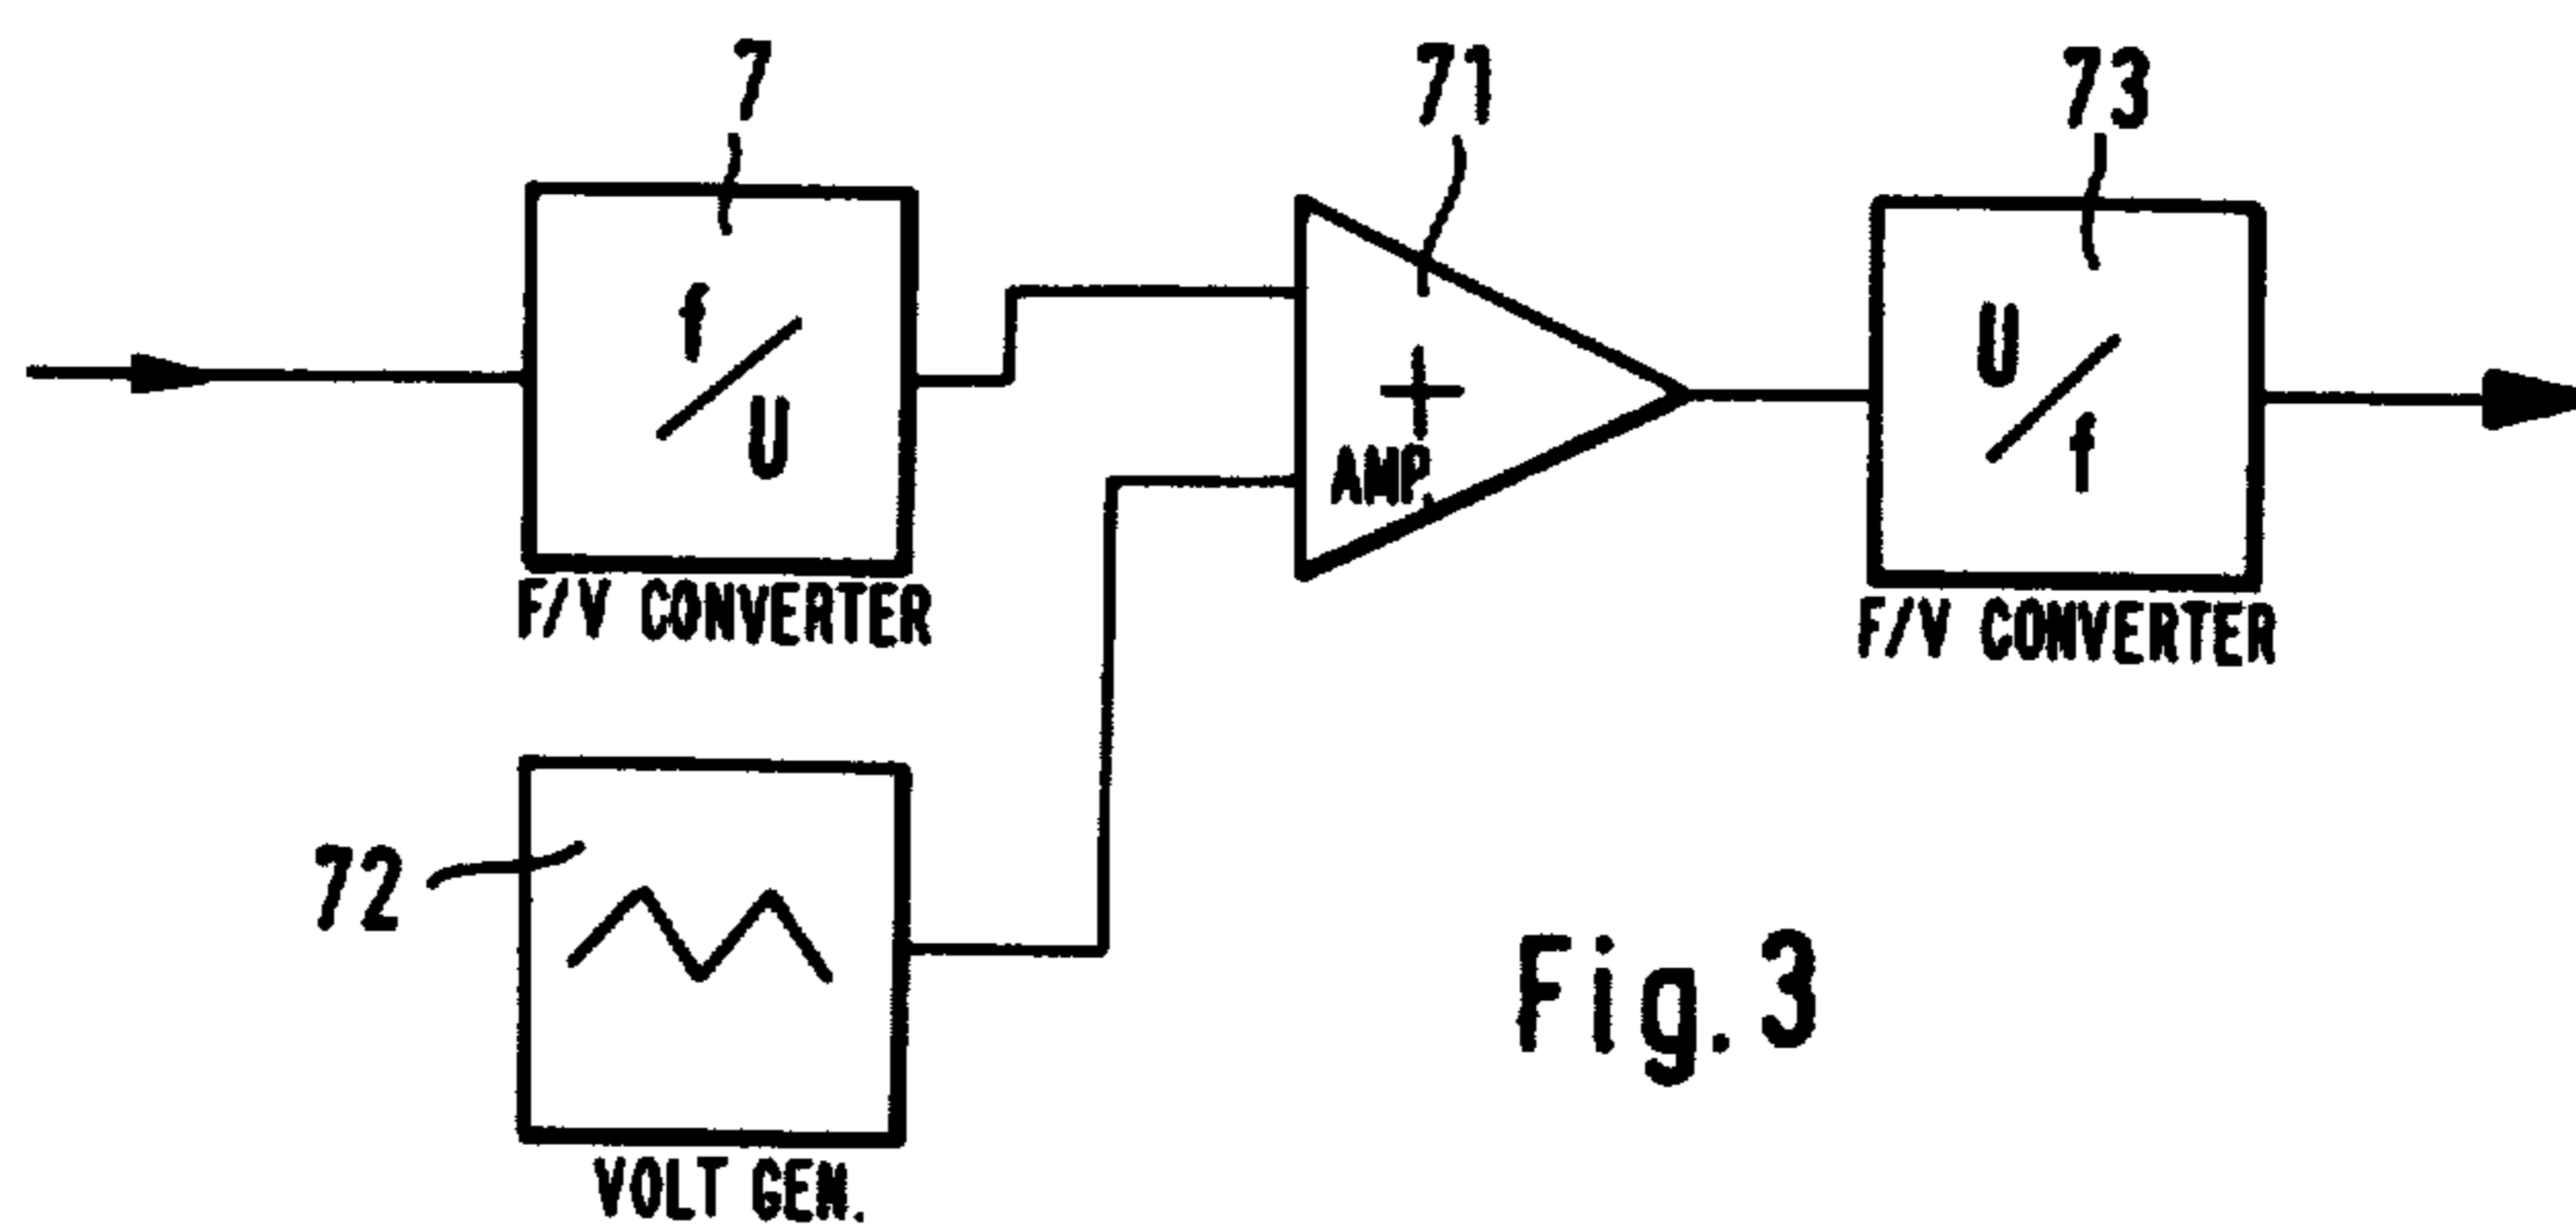 7
71
73
f
U
+
AMP.
U
f
F/V CONVERTER
F/V CONVERTER
72
VOLT GEN.
Fig. 3